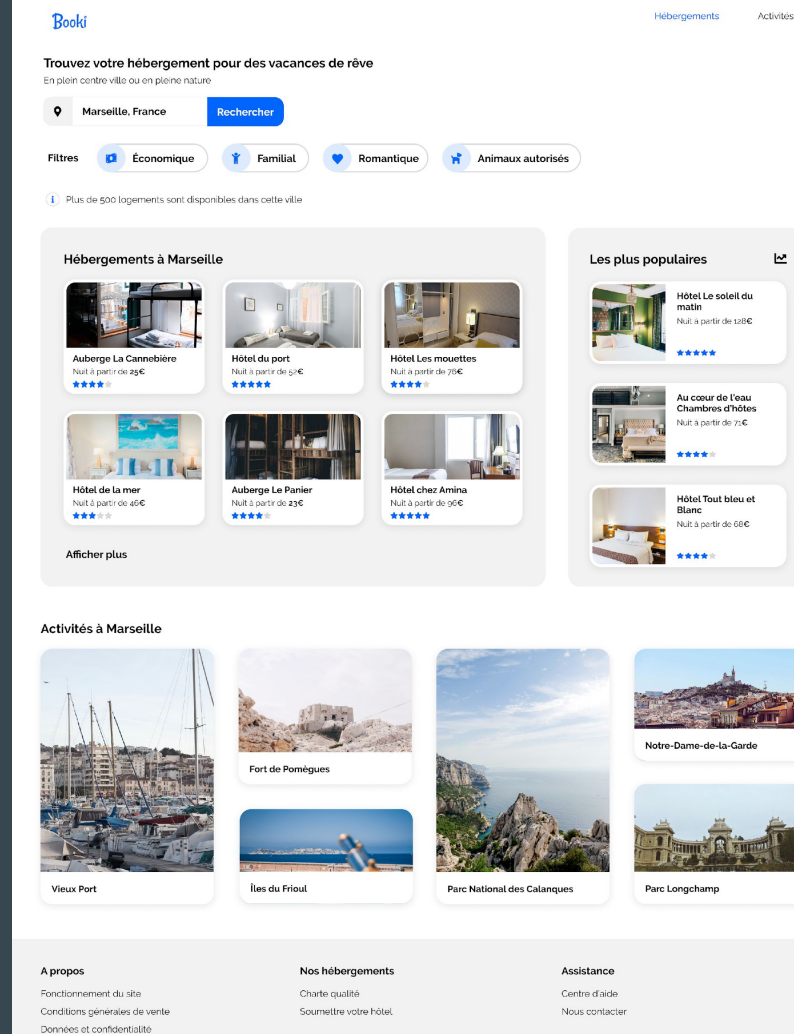 Booki
Hébergements
Activités
Trouvez votre hébergement pour des vacances de rêve
En plein centre ville ou en pleine nature
Marseille, France
Rechercher
Filtres
Économique
Familial
Romantique
Animaux autorisés
i
Plus de 500 logements sont disponibles dans cette ville
Hébergements à Marseille
Auberge La Cannebière
Nuit à partir de 25€
Hôtel du port
Nuit à partir de 52€
Hôtel Les mouettes
Nuit à partir de 76€
Hôtel de la mer
Nuit à partir de 46€
Auberge Le Panier
Nuit à partir de 23€
Hôtel chez Amina
Nuit à partir de 96€
Afficher plus
Les plus populaires
Hôtel Le soleil du
matin
Nuit à partir de 128€
Au cœur de l'eau
Chambres d'hôtes
Nuit à partir de 71€
Hôtel Tout bleu et
Blanc
Nuit à partir de 68€
Activités à Marseille
Vieux Port
Fort de Pomègues
Îles du Frioul
Parc National des Calanques
Notre-Dame-de-la-Garde
Parc Longchamp
A propos
Fonctionnement du site
Conditions générales de vente
Données et confidentialité
Nos hébergements
Charte qualité
Soumettre votre hôtel
Assistance
Centre d'aide
Nous contacter